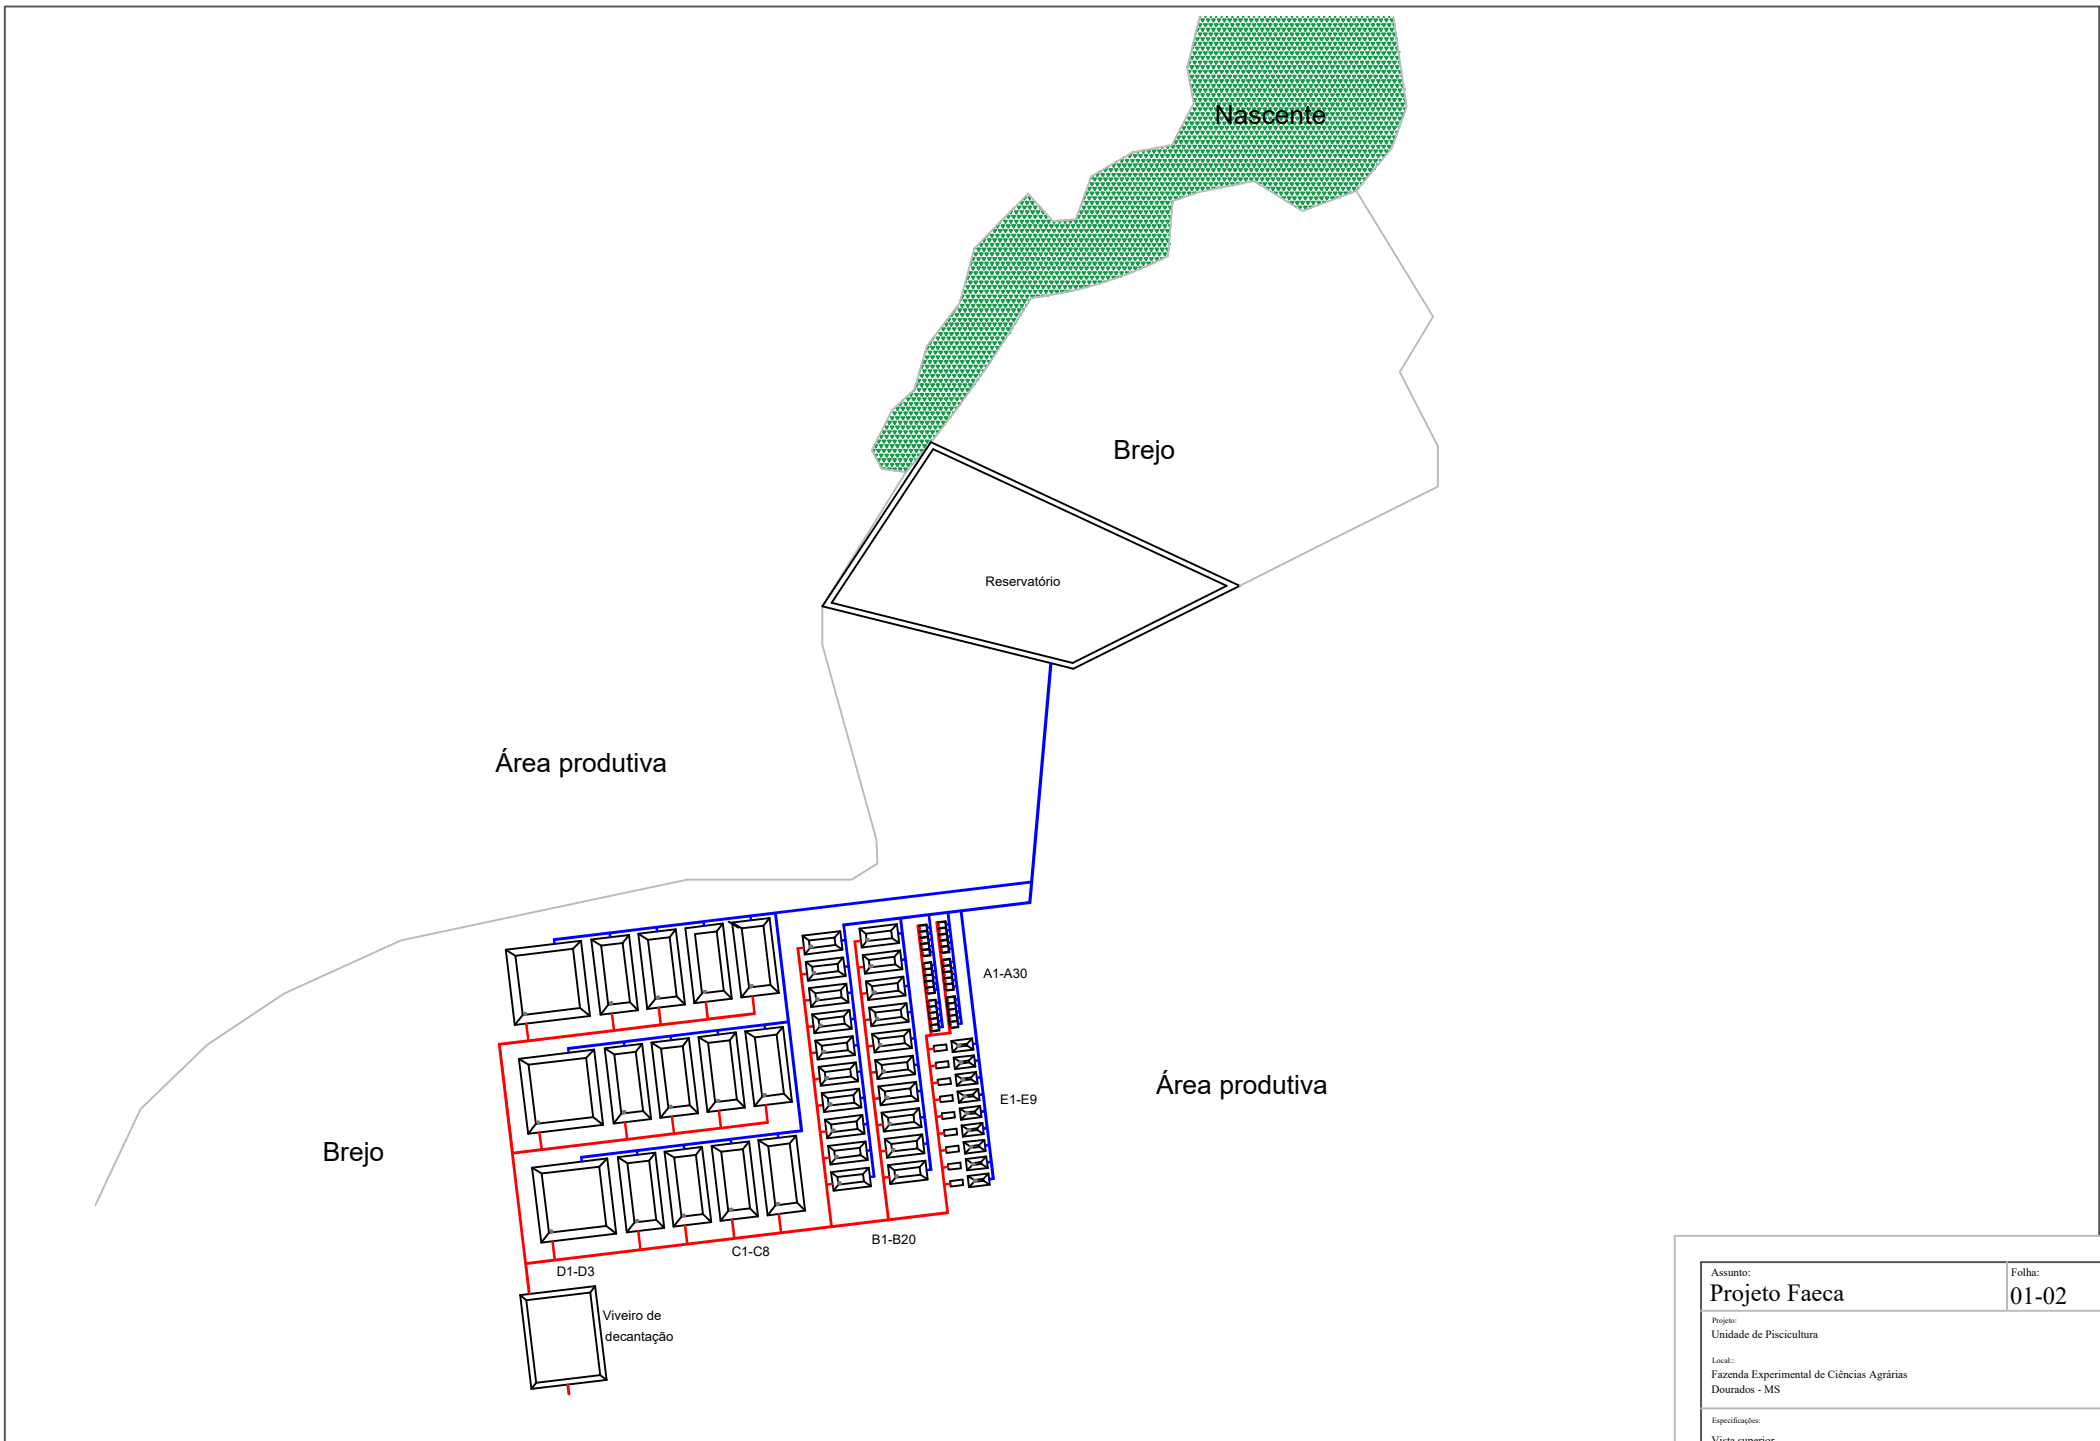 Nascente
Brejo
Reservatório
Área produtiva
A1-A30
Área produtiva
E1-E9
Brejo
B1-B20
C1-C8
D1-D3
Viveiro de
decantação
Assunto:
Projeto Faeca
Folha:
01-02
Projeto:
Unidade de Piscicultura
Local::
Fazenda Experimental de Ciências Agrárias
Dourados - MS
Especificações:
Vista superior